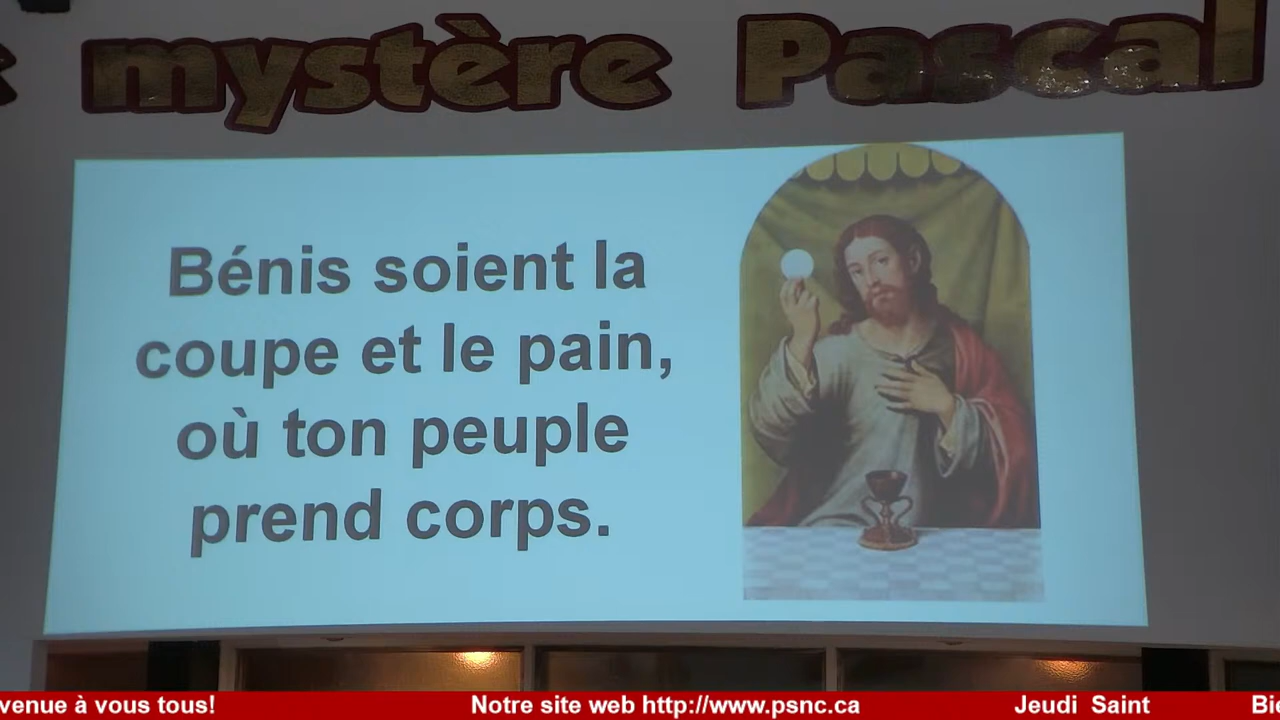 mystère Pascal
Bénis soient la
coupe et le pain,
où ton peuple
prend corps.
venue à vous tous! Notre site web http://www.psnc.ca Jeudi Saint Bie